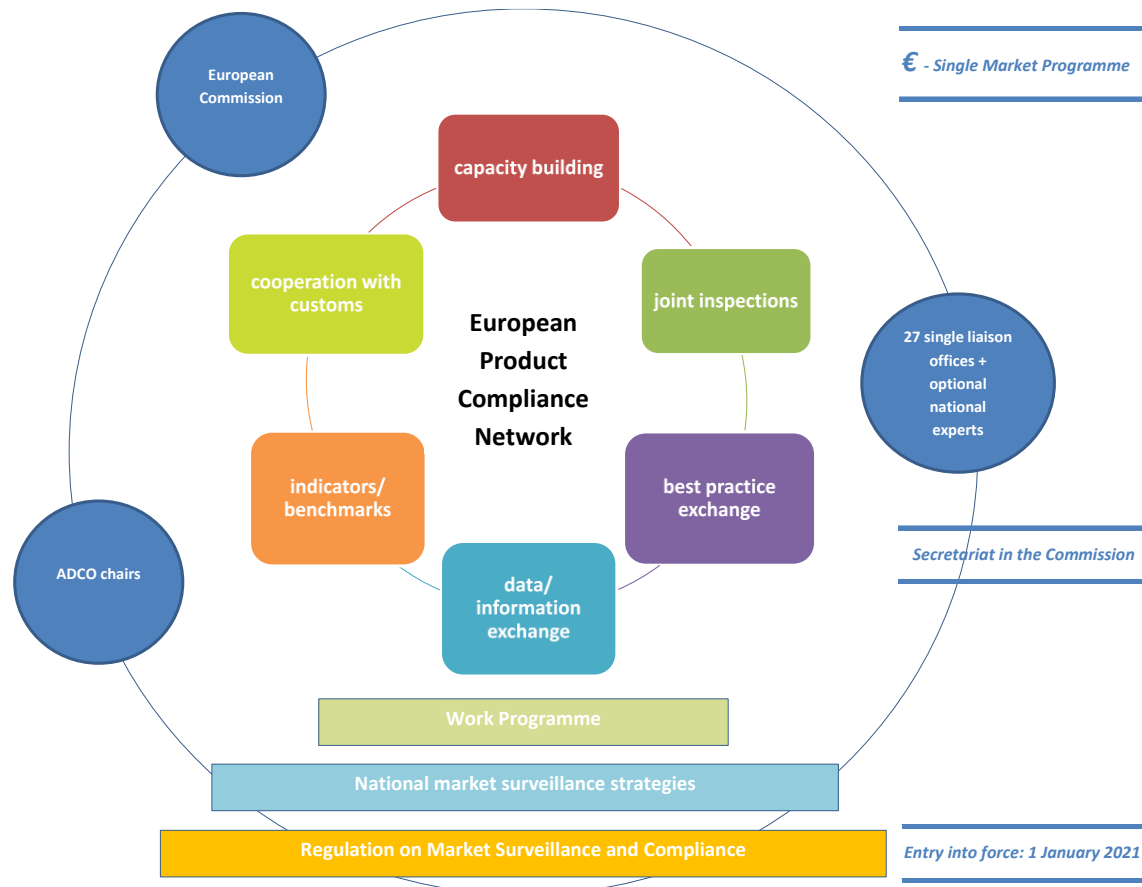 € - Single Market Programme
European
Commission
capacity building
cooperation with
customs
joint inspections
European
Product
Compliance
Network
27 single liaison
offices +
optional
national
experts
indicators/
benchmarks
best practice
exchange
ADCO chairs
Secretariat in the Commission
data/
information
exchange
Work Programme
National market surveillance strategies
Regulation on Market Surveillance and Compliance
Entry into force: 1 January 2021